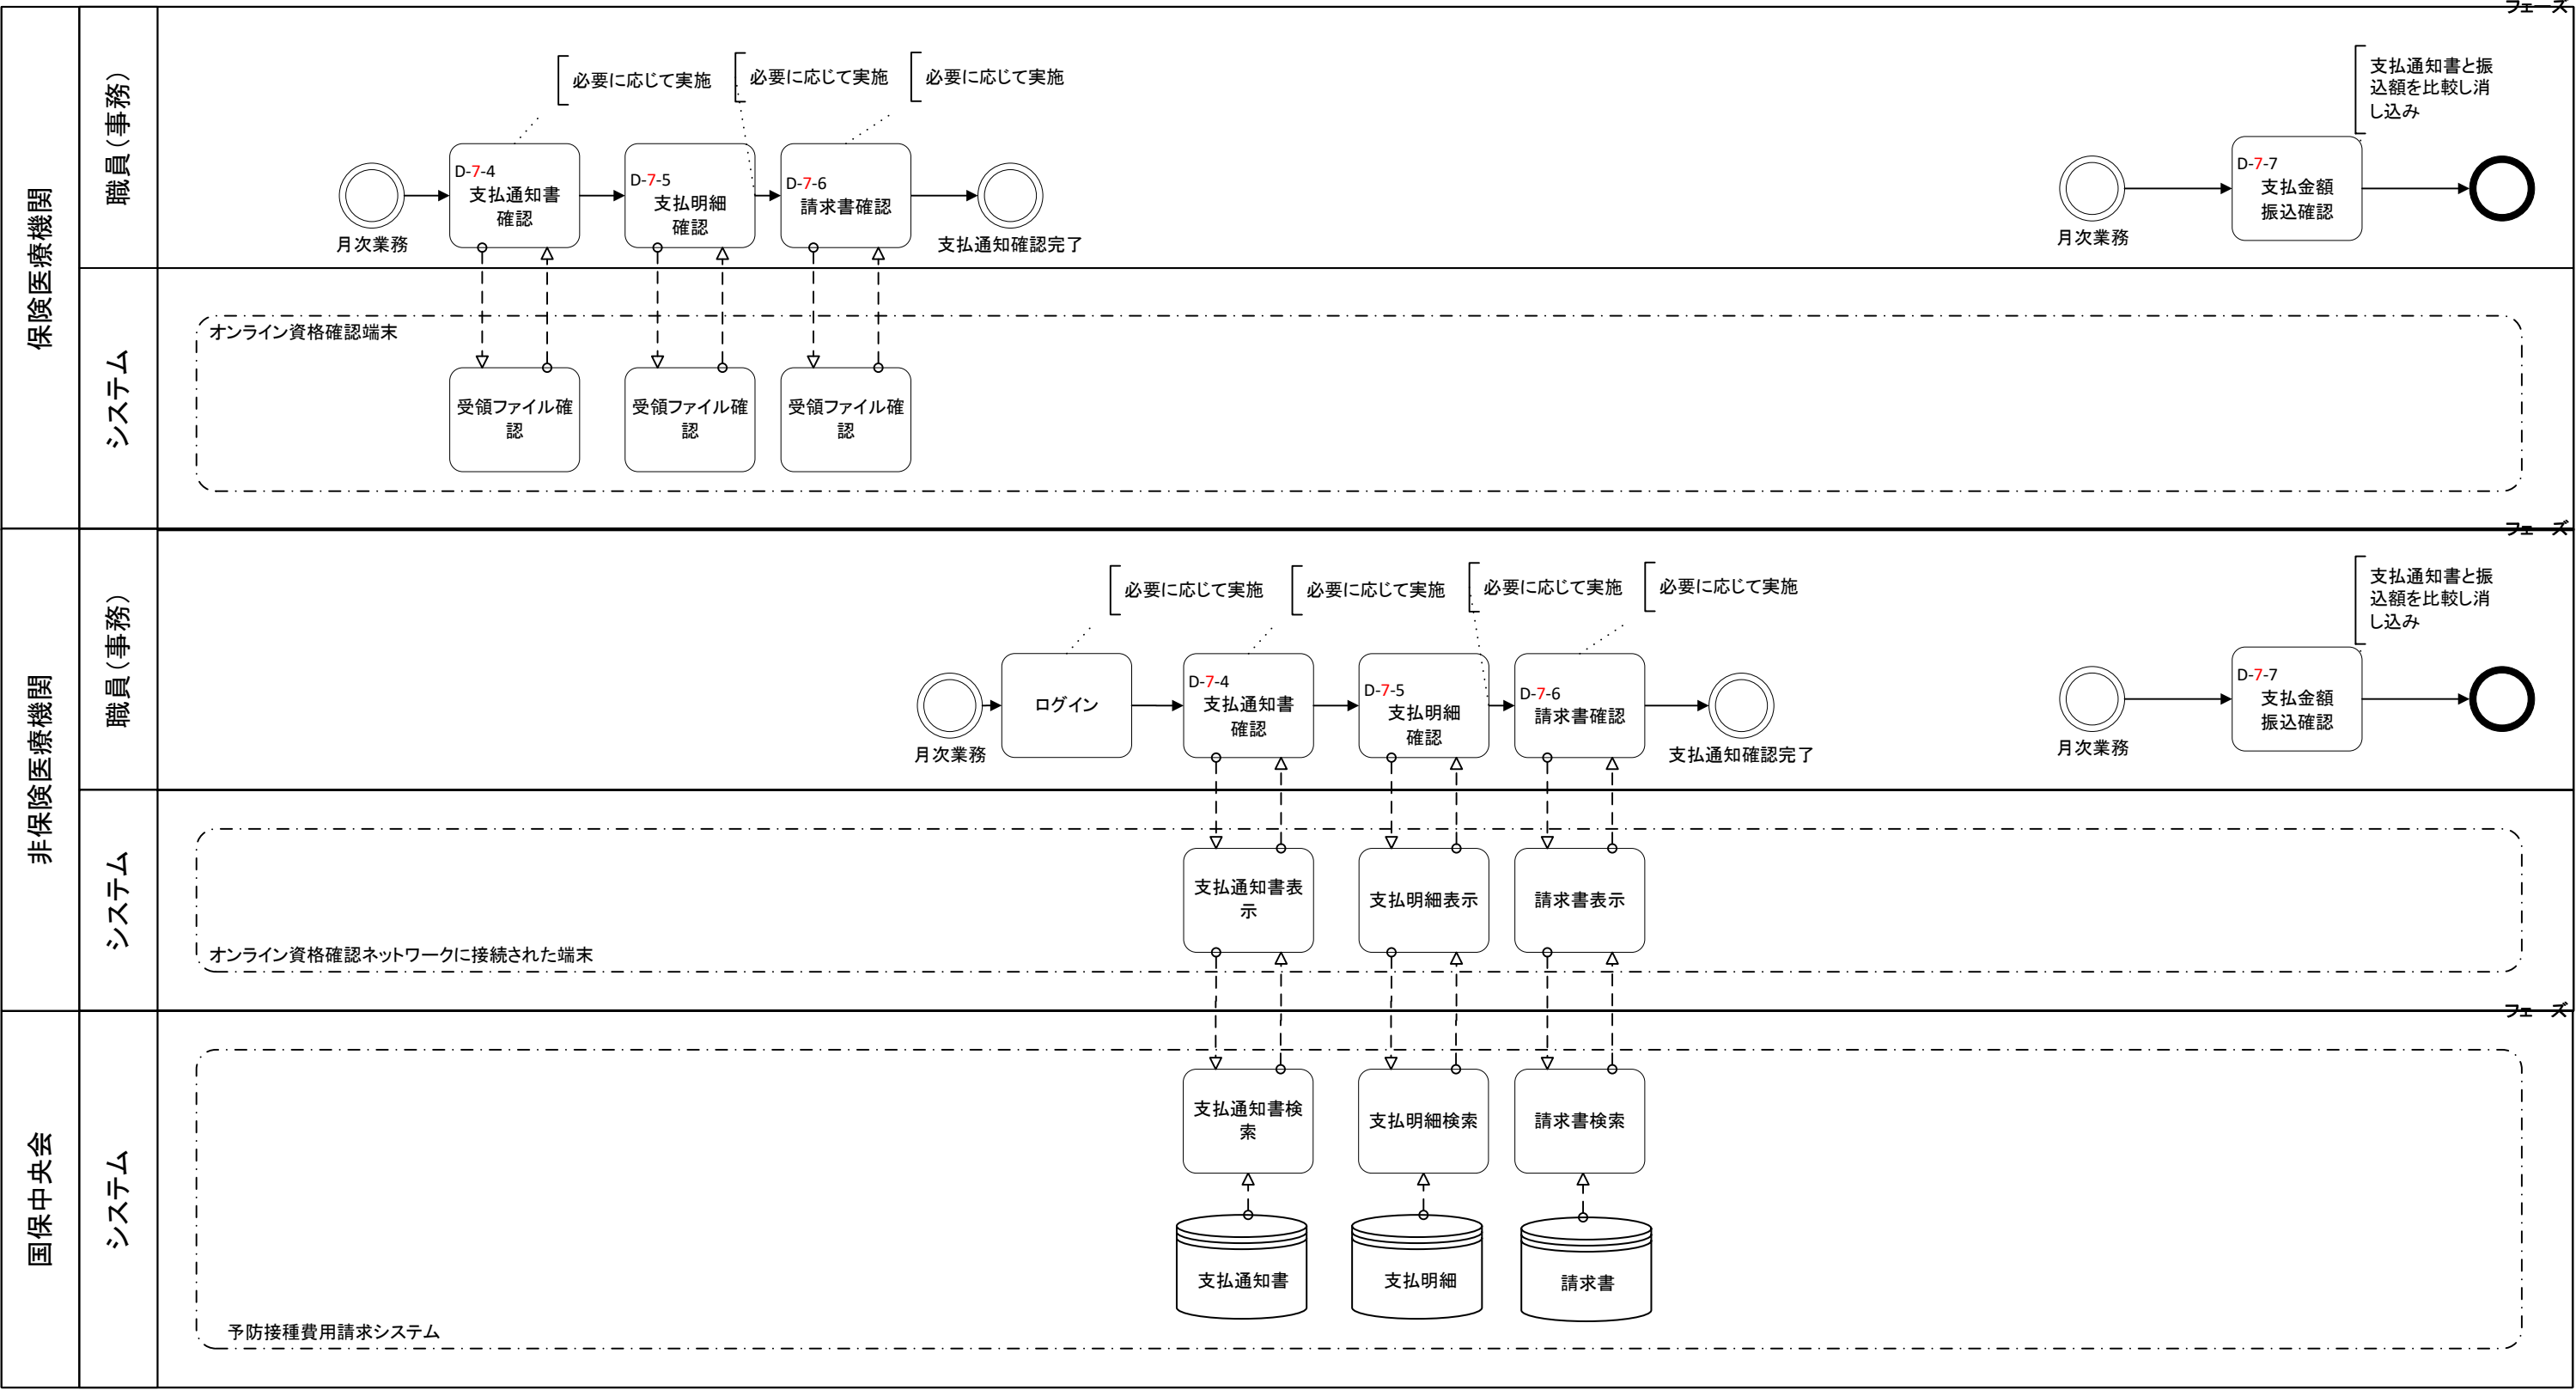 フェーズ
保険医療機関
職員（事務）
必要に応じて実施
必要に応じて実施
必要に応じて実施
支払通知書と振
込額を比較し消
し込み
月次業務
D-7-4
支払通知書
確認
D-7-5
支払明細
確認
D-7-6
請求書確認
支払通知確認完了
月次業務
D-7-7
支払金額
振込確認
システム
オンライン資格確認端末
受領ファイル確
認
受領ファイル確
認
受領ファイル確
認
フェーズ
非保険医療機関
職員（事務）
必要に応じて実施
必要に応じて実施
必要に応じて実施
必要に応じて実施
支払通知書と振
込額を比較し消
し込み
月次業務
ログイン
D-7-4
支払通知書
確認
D-7-5
支払明細
確認
D-7-6
請求書確認
支払通知確認完了
月次業務
D-7-7
支払金額
振込確認
システム
支払通知書表
示
支払明細表示
請求書表示
オンライン資格確認ネットワークに接続された端末
フェーズ
国保中央会
システム
支払通知書検
索
支払明細検索
請求書検索
支払通知書
支払明細
請求書
予防接種費用請求システム